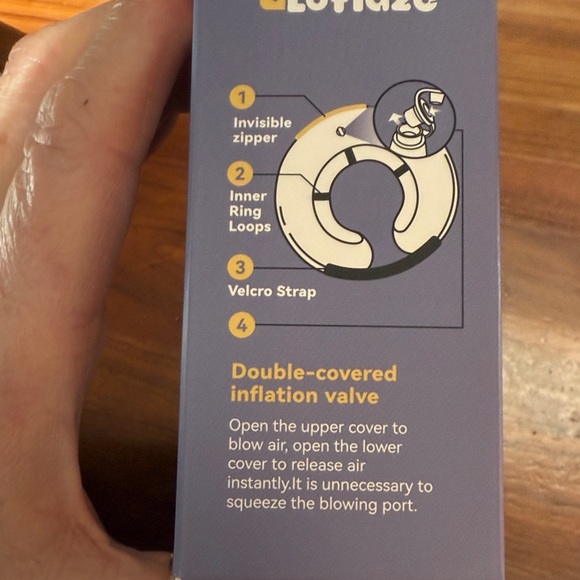 1
Invisible
zipper
2
Inner
Ring
Loops
3
Velcro Strap
4
Double-covered
inflation valve
Open the upper cover to
blow air, open the lower
cover to release air
instantly.It is unnecessary to
squeeze the blowing port.